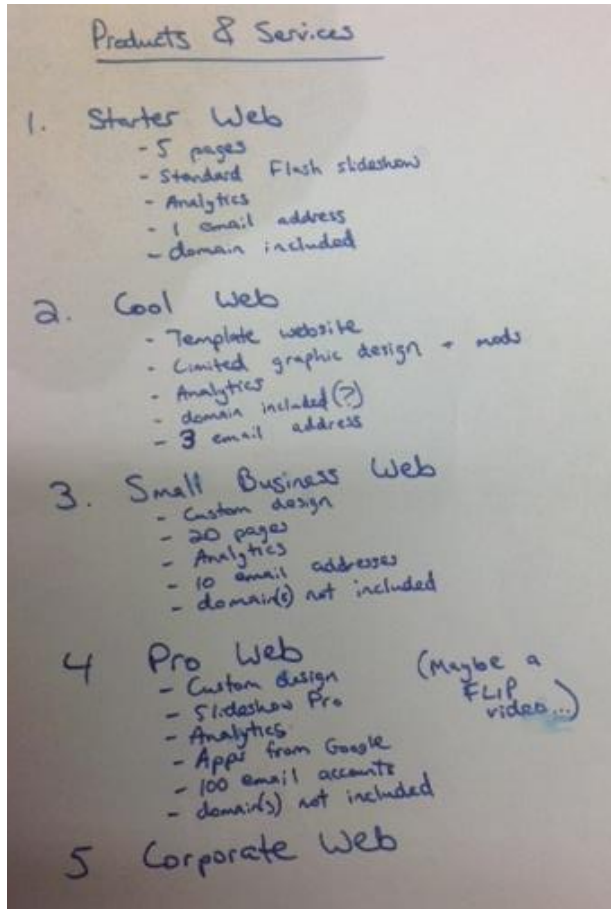 Products & Services
1. Starter Web
- 5 pages
- Standard Flash slideshow
- Analytics
- 1 email address
- domain included
2. Cool Web
- Template website
- Limited graphic design + mods
- Analytics
- domain included (?)
- 3 email address
3. Small Business Web
- Custom design
- 20 pages
- Analytics
- 10 email addresses
- domain(s) not included
4 Pro Web
- Custom design
- Slideshow Pro
- Analytics
- Apps from Google
- 100 email accounts
- domain(s) not included
(Maybe a
FLIP
video...)
5 Corporate Web